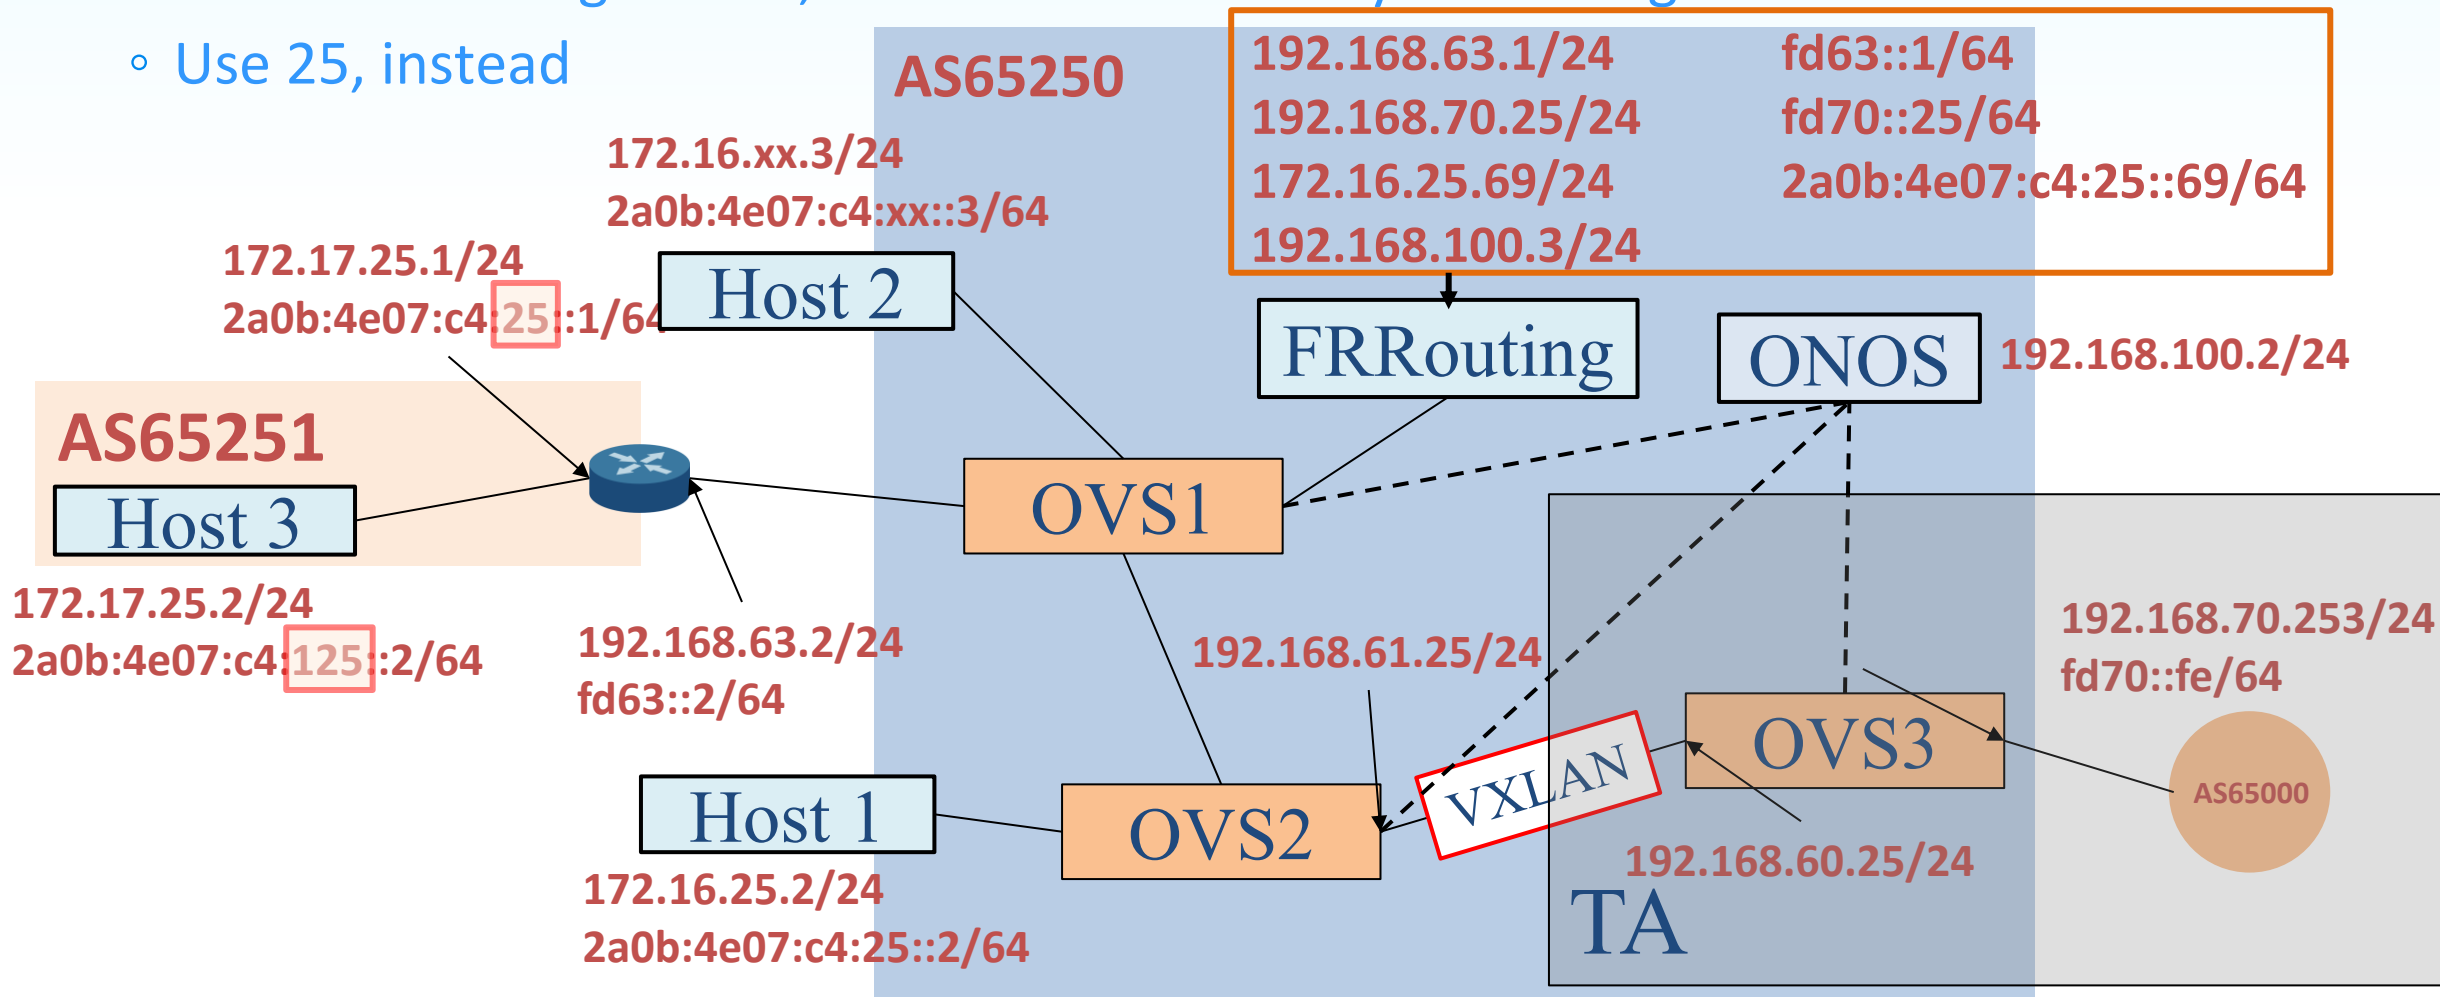 ◦ Use 25, instead
AS65250
192.168.63.1/24 fd63::1/64
192.168.70.25/24 fd70::25/64
172.16.25.69/24 2a0b:4e07:c4:25::69/64
192.168.100.3/24
172.16.xx.3/24
2a0b:4e07:c4:xx::3/64
172.17.25.1/24
2a0b:4e07:c4:25::1/64
Host 2
FRRouting
ONOS
192.168.100.2/24
AS65251
Host 3
OVS1
172.17.25.2/24
2a0b:4e07:c4:125::2/64
192.168.63.2/24
fd63::2/64
192.168.61.25/24
192.168.70.253/24
fd70::fe/64
OVS3
VXLAN
AS65000
Host 1
OVS2
192.168.60.25/24
172.16.25.2/24
2a0b:4e07:c4:25::2/64
TA